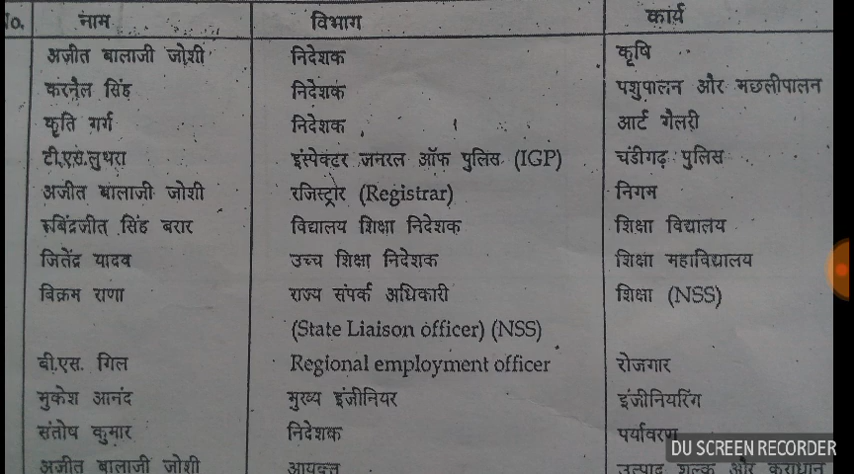 No. नाम विभाग कार्य
अजीत बालाजी जोशी निदेशक कृषि
करनैल सिंह निदेशक पशुपालन और मछलीपालन
कृति गर्ग निदेशक आर्ट गैलरी
टी.एस.लुथरा इंस्पेक्टर जनरल ऑफ पुलिस (IGP) चंडीगढ़ पुलिस
अजीत बालाजी जोशी रजिस्ट्रार (Registrar) निगम
रूबिंद्रजीत सिंह बरार विद्यालय शिक्षा निदेशक शिक्षा विद्यालय
जितेंद्र यादव उच्च शिक्षा निदेशक शिक्षा महाविद्यालय
बिक्रम राणा राज्य संपर्क अधिकारी शिक्षा (NSS)
(State Liaison officer) (NSS)
बी.एस. गिल Regional employment officer रोजगार
मुकेश आनंद मुख्य इंजीनियर इंजीनियरिंग
संतोष कुमार निदेशक पर्यावरण
DU SCREEN RECORDER
अजीत बालाजी जोशी आयुक्त उत्पाद शुल्क और कराधान